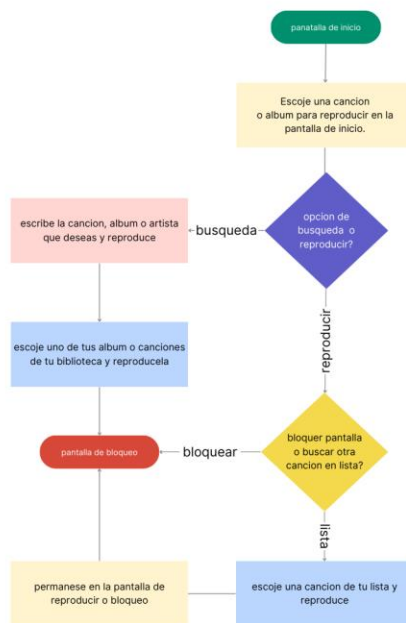 panatalla de inicio
Escoje una cancion
o album para reproducir en la
pantalla de inicio.
opcion de
busqueda o
reproducir?
busqueda
escribe la cancion, album o artista
que deseas y reproduce
reproducir
escoje uno de tus album o canciones
de tu biblioteca y reproducela
bloquer pantalla
o buscar otra
cancion en lista?
bloquear
pantalla de bloqueo
lista
permanese en la pantalla de
reproducir o bloqueo
escoje una cancion de tu lista y
reproduce